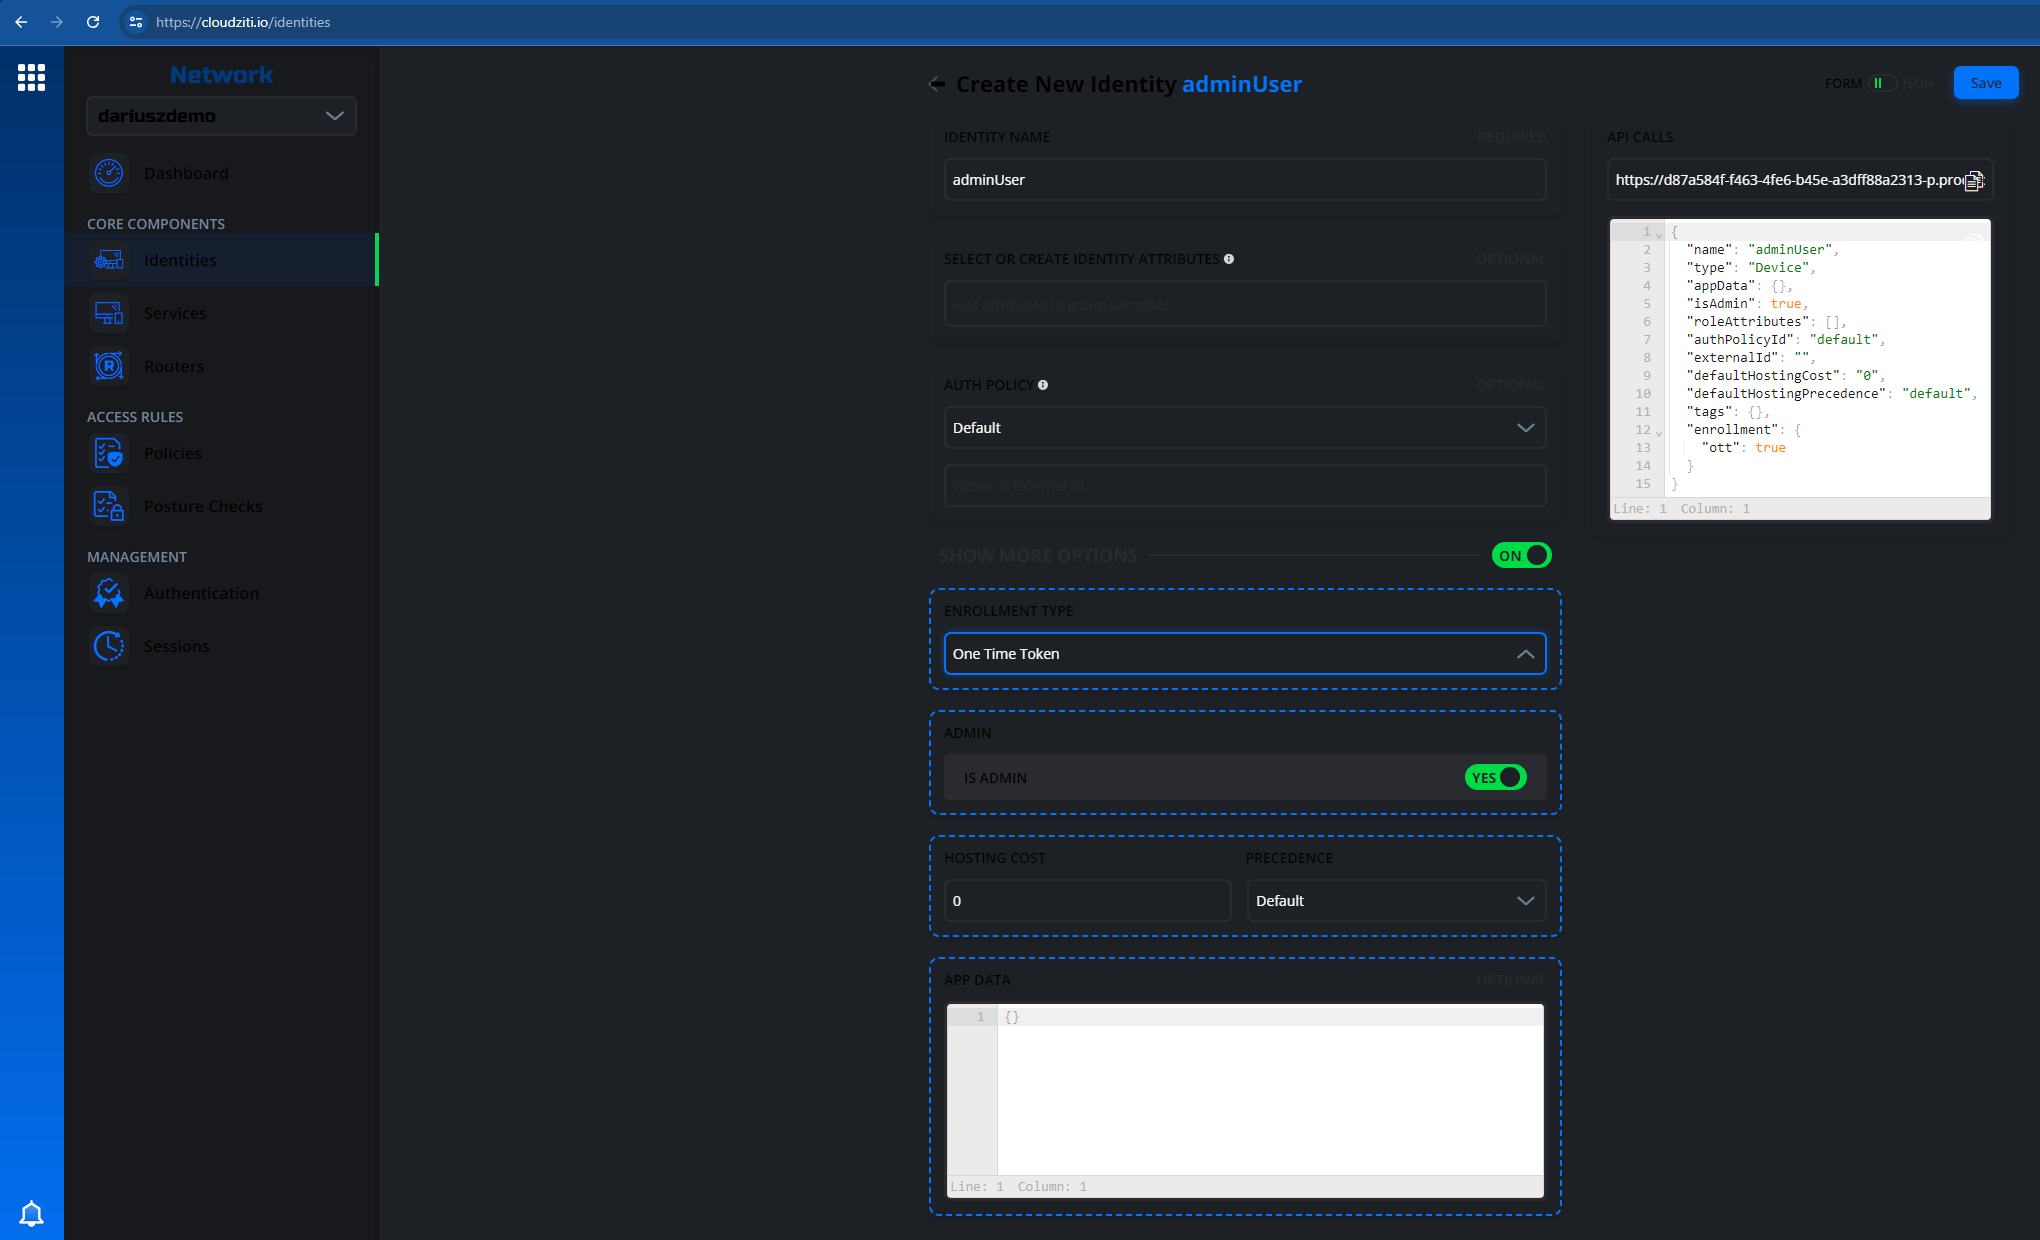 https://cloudziti.io/identities
Network
dariuszdemo
Dashboard
CORE COMPONENTS
Identities
Services
Routers
ACCESS RULES
Policies
Posture Checks
MANAGEMENT
Authentication
Sessions
Create New Identity adminUser
FORM JSON
Save
IDENTITY NAME REQUIRED
adminUser
SELECT OR CREATE IDENTITY ATTRIBUTES OPTIONAL
Add attributes to group identities
AUTH POLICY OPTIONAL
Default
Optional External ID
SHOW MORE OPTIONS ON
ENROLLMENT TYPE
One Time Token
ADMIN
IS ADMIN YES
HOSTING COST PRECEDENCE
0 Default
APP DATA OPTIONAL
1 {}
Line: 1 Column: 1
API CALLS
https://d87a584f-f463-4fe6-b45e-a3dff88a2313-p.pro
1 {
2 "name": "adminUser",
3 "type": "Device",
4 "appData": {},
5 "isAdmin": true,
6 "roleAttributes": [],
7 "authPolicyId": "default",
8 "externalId": "",
9 "defaultHostingCost": "0",
10 "defaultHostingPrecedence": "default",
11 "tags": {},
12 "enrollment": {
13 "ott": true
14 }
15 }
Line: 1 Column: 1